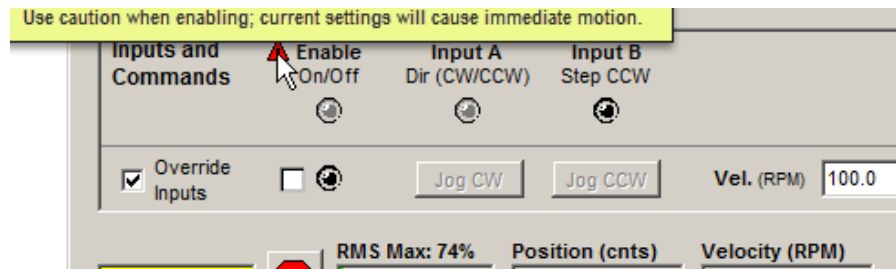 Use caution when enabling; current settings will cause immediate motion.
Inputs and Enable Input A Input B
Commands On/Off Dir (CW/CCW) Step CCW
Override
Inputs Jog CW Jog CCW Vel. (RPM) 100.0
RMS Max: 74% Position (cnts) Velocity (RPM)